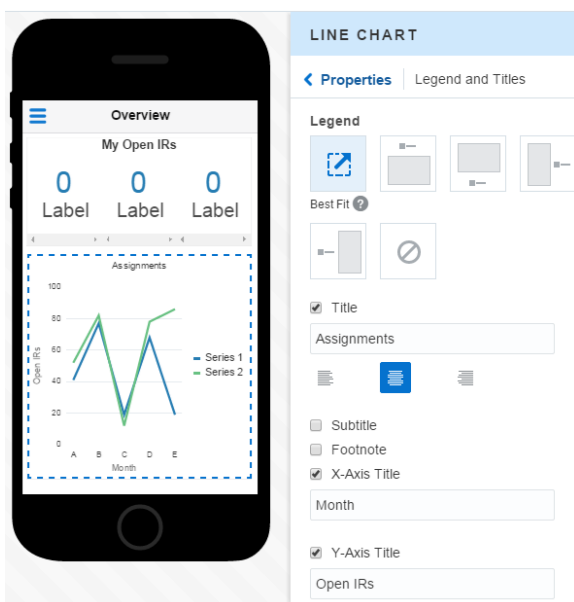 Overview
My Open IRs
0 0 0
Label Label Label
Assignments
100
80
60
40
20
0
Open IRs
A B C D E
Month
Series 1
Series 2
LINE CHART
Properties Legend and Titles
Legend
Best Fit ?
Title
Assignments
Subtitle
Footnote
X-Axis Title
Month
Y-Axis Title
Open IRs